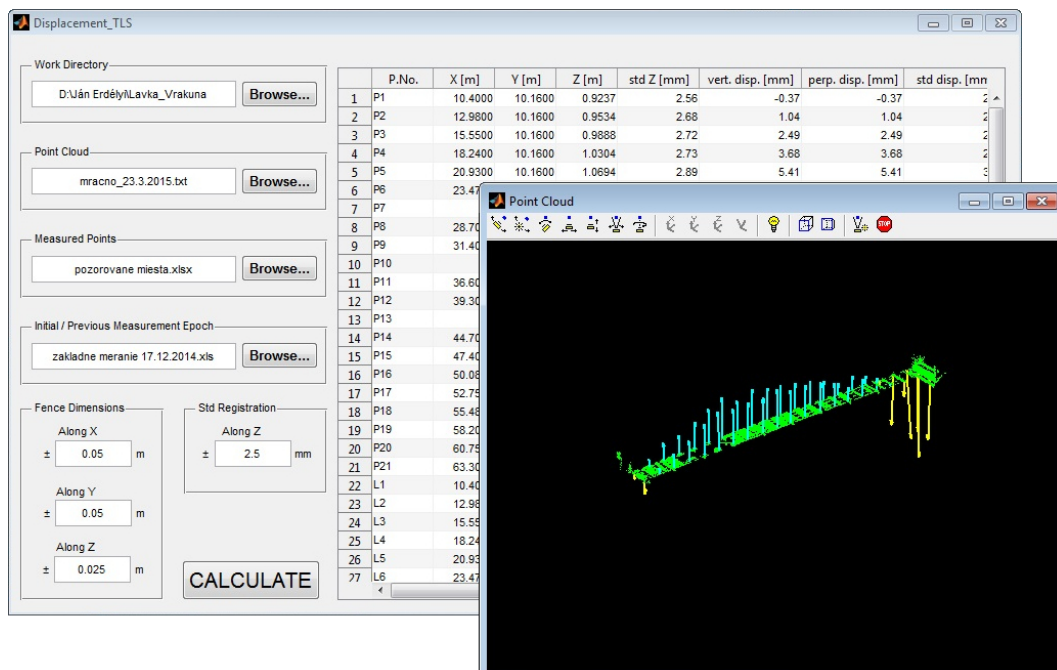 Displacement_TLS
Work Directory
D:\Ján Erdélyi\Lavka_Vrakuna Browse...
Point Cloud
mracno_23.3.2015.txt Browse...
Measured Points
pozorovane miesta.xlsx Browse...
Initial / Previous Measurement Epoch
zakladne meranie 17.12.2014.xls Browse...
Fence Dimensions
Along X
± 0.05 m
Along Y
± 0.05 m
Along Z
± 0.025 m
Std Registration
Along Z
± 2.5 mm
CALCULATE
P.No. X [m] Y [m] Z [m] std Z [mm] vert. disp. [mm] perp. disp. [mm] std disp. [mm
1 P1 10.4000 10.1600 0.9237 2.56 -0.37 -0.37 2
2 P2 12.9800 10.1600 0.9534 2.68 1.04 1.04 2
3 P3 15.5500 10.1600 0.9888 2.72 2.49 2.49 2
4 P4 18.2400 10.1600 1.0304 2.73 3.68 3.68 2
5 P5 20.9300 10.1600 1.0694 2.89 5.41 5.41 3
6 P6 23.47
7 P7
8 P8 28.70
9 P9 31.40
10 P10
11 P11 36.60
12 P12 39.30
13 P13
14 P14 44.70
15 P15 47.40
16 P16 50.08
17 P17 52.75
18 P18 55.48
19 P19 58.20
20 P20 60.75
21 P21 63.30
22 L1 10.40
23 L2 12.98
24 L3 15.55
25 L4 18.24
26 L5 20.93
27 L6 23.47
Point Cloud
X Y Z V STOP